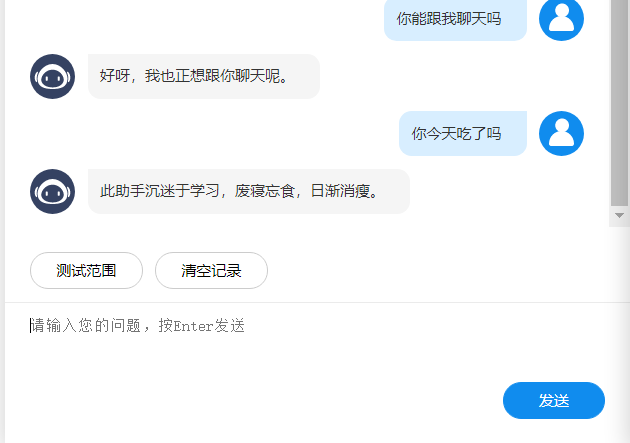 你能跟我聊天吗
好呀，我也正想跟你聊天呢。
你今天吃了吗
此助手沉迷于学习，废寝忘食，日渐消瘦。
测试范围
清空记录
请输入您的问题，按Enter发送
发送